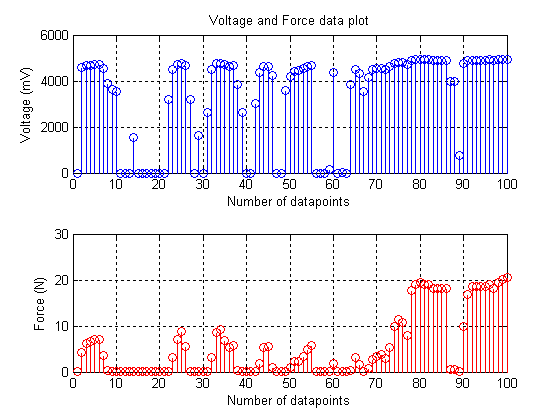 Voltage and Force data plot
6000
4000
2000
0
Voltage (mV)
0 10 20 30 40 50 60 70 80 90 100
Number of datapoints
30
20
10
0
Force (N)
0 10 20 30 40 50 60 70 80 90 100
Number of datapoints